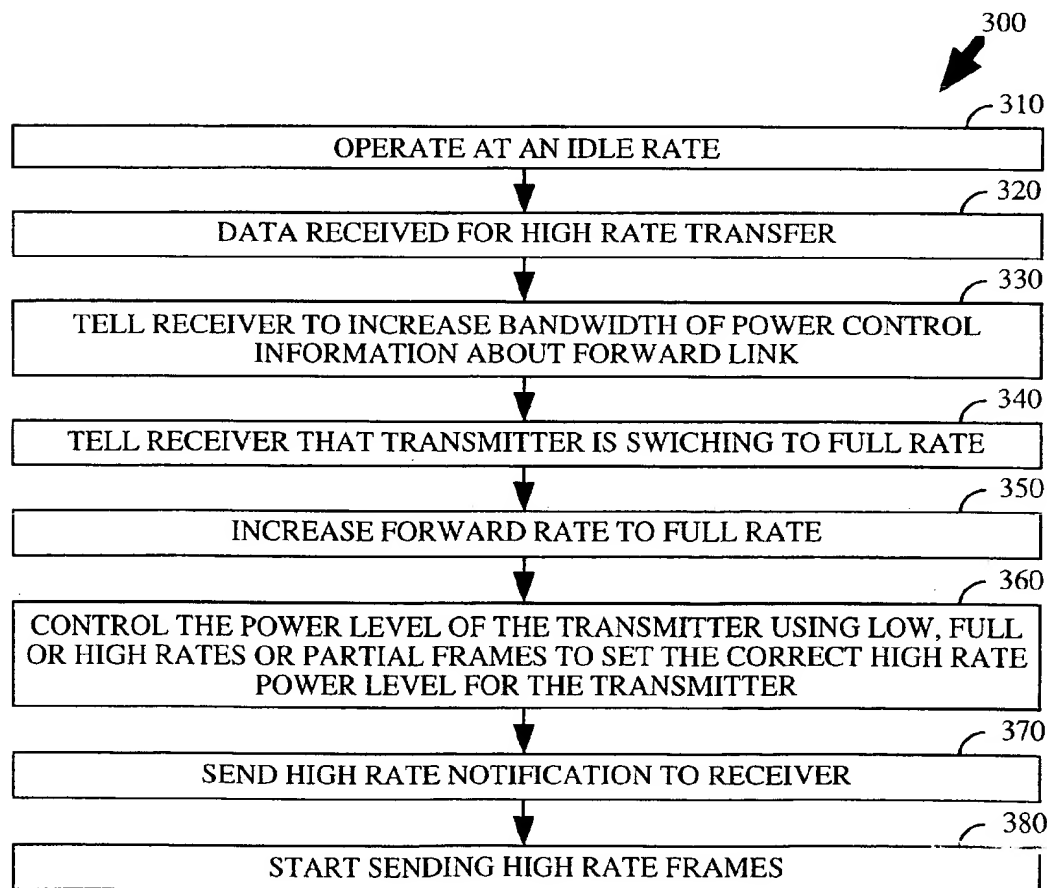 300
310
OPERATE AT AN IDLE RATE
320
DATA RECEIVED FOR HIGH RATE TRANSFER
330
TELL RECEIVER TO INCREASE BANDWIDTH OF POWER CONTROL
INFORMATION ABOUT FORWARD LINK
340
TELL RECEIVER THAT TRANSMITTER IS SWICHING TO FULL RATE
350
INCREASE FORWARD RATE TO FULL RATE
360
CONTROL THE POWER LEVEL OF THE TRANSMITTER USING LOW, FULL
OR HIGH RATES OR PARTIAL FRAMES TO SET THE CORRECT HIGH RATE
POWER LEVEL FOR THE TRANSMITTER
370
SEND HIGH RATE NOTIFICATION TO RECEIVER
380
START SENDING HIGH RATE FRAMES